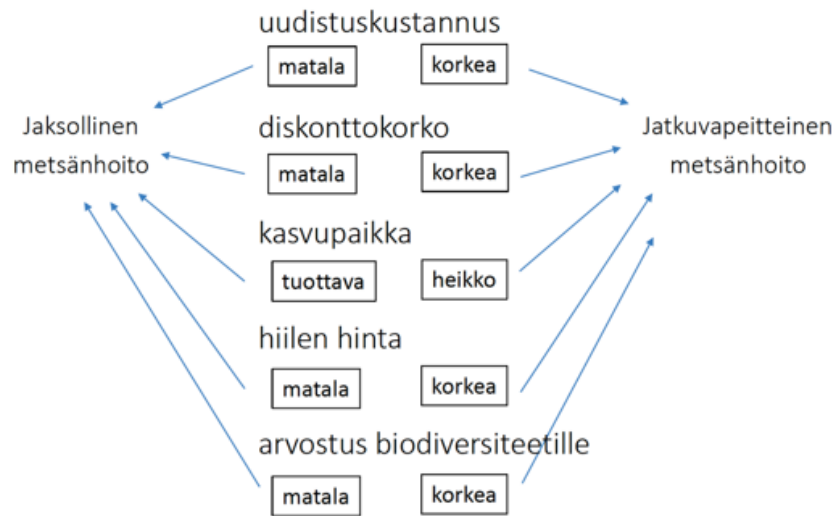 uudistuskustannus
matala korkea
Jaksollinen
metsänhoito
diskonttokorko
matala korkea
kasvupaikka
tuottava heikko
hiilen hinta
matala korkea
arvostus biodiversiteetille
matala korkea
Jatkuvapeitteinen
metsänhoito